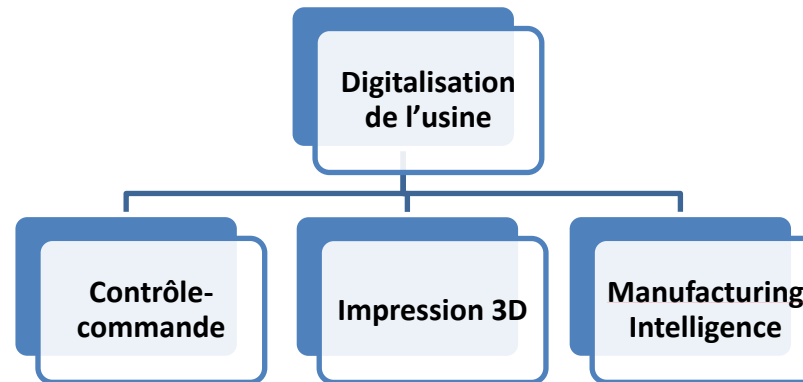 Digitalisation
de l’usine
Contrôle-
commande
Impression 3D
Manufacturing
Intelligence